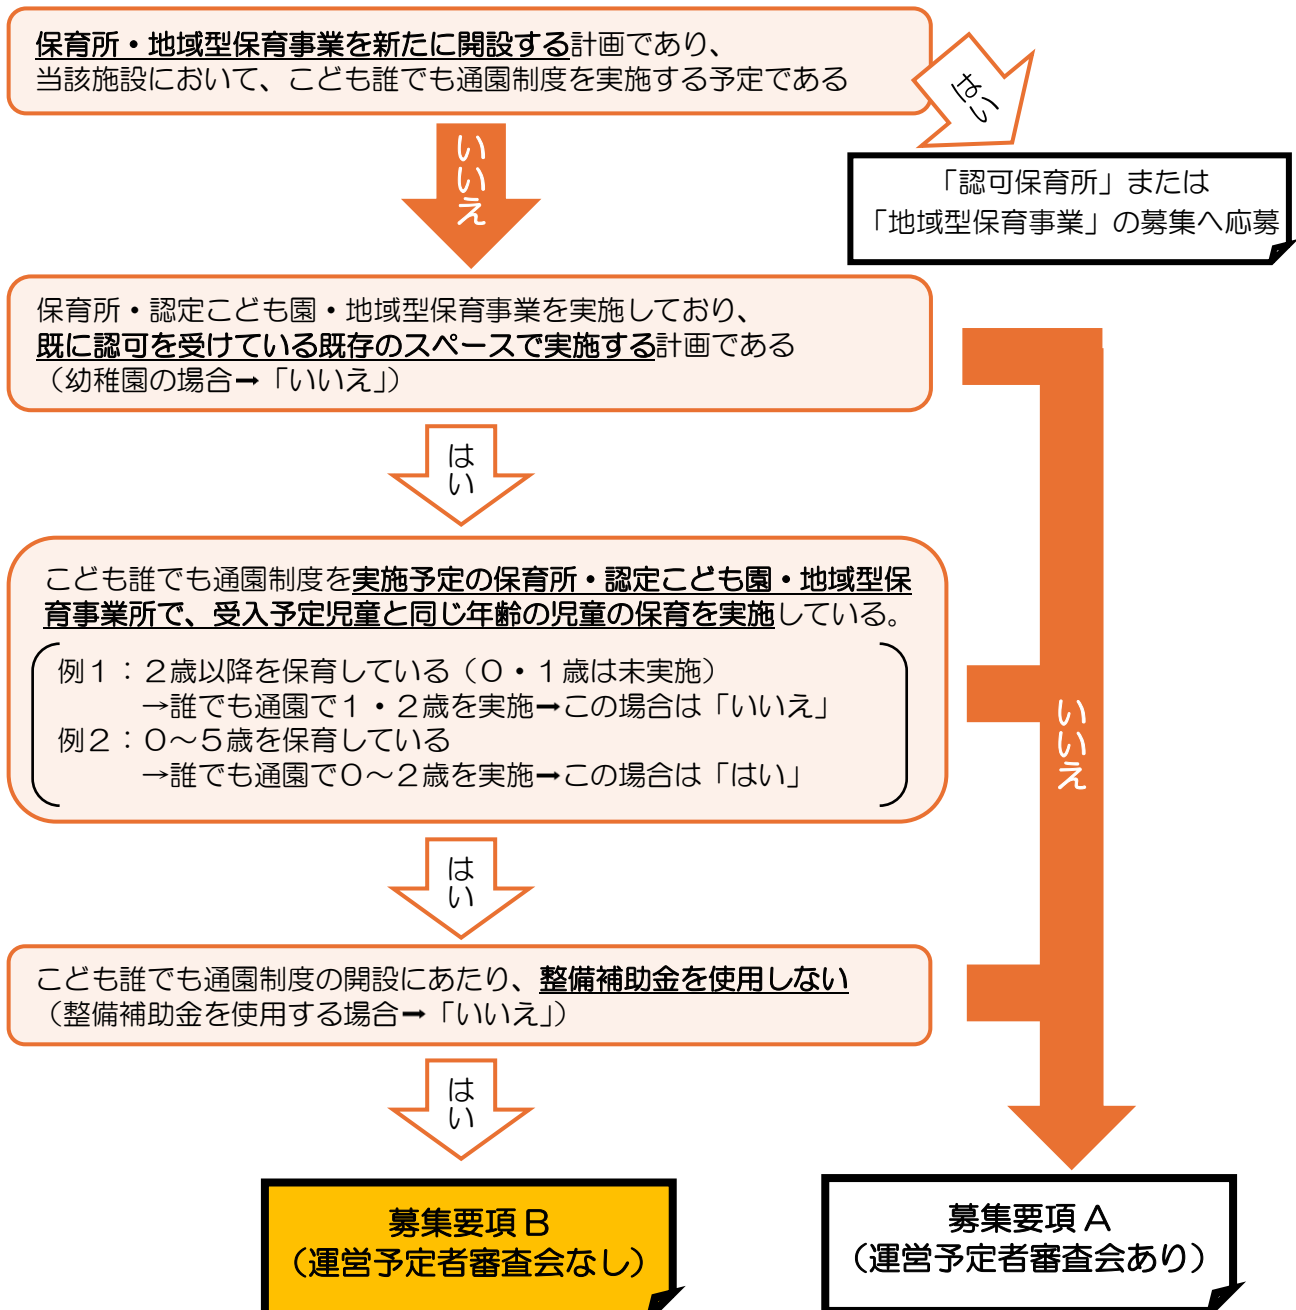 保育所・地域型保育事業を新たに開設する計画であり、
当該施設において、こども誰でも通園制度を実施する予定である
はい
いいえ
「認可保育所」または
「地域型保育事業」の募集へ応募
保育所・認定こども園・地域型保育事業を実施しており、
既に認可を受けている既存のスペースで実施する計画である
（幼稚園の場合➡「いいえ」）
はい
こども誰でも通園制度を実施予定の保育所・認定こども園・地域型保
育事業所で、受入予定児童と同じ年齢の児童の保育を実施している。
例１：２歳以降を保育している（０・１歳は未実施）
→誰でも通園で１・２歳を実施➡この場合は「いいえ」
例２：０～５歳を保育している
→誰でも通園で０～２歳を実施➡この場合は「はい」
いいえ
はい
こども誰でも通園制度の開設にあたり、整備補助金を使用しない
（整備補助金を使用する場合➡「いいえ」）
はい
募集要項Ｂ
（運営予定者審査会なし）
募集要項Ａ
（運営予定者審査会あり）